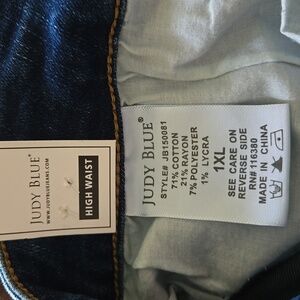 JUDY BLUE®
WWW.JUDYBLUEJEANS.COM
HIGH WAIST
JUDY BLUE®
STYLE# JB150081
71% COTTON
21% RAYON
7% POLYESTER
1% LYCRA
1XL
SEE CARE ON
REVERSE SIDE
RN# 116380
MADE IN CHINA